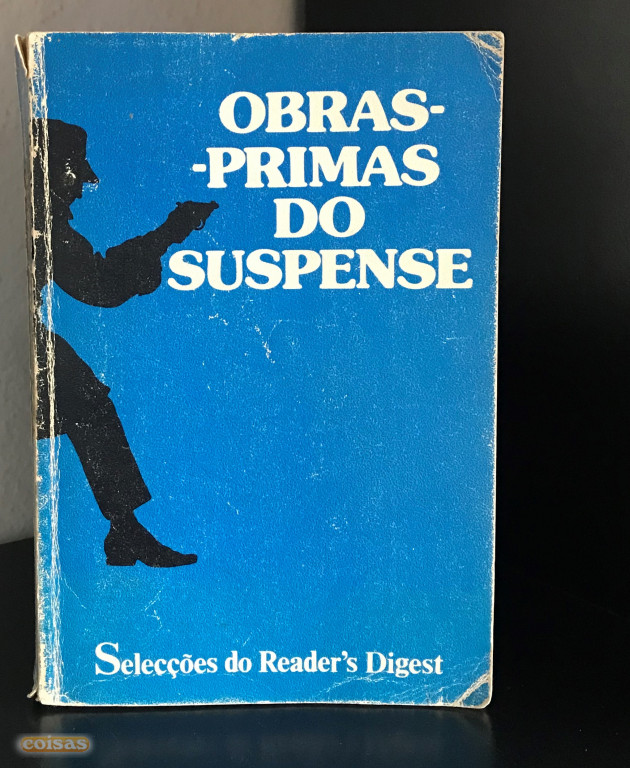 OBRAS-
-PRIMAS
DO
SUSPENSE
Selecções do Reader's Digest
coisas